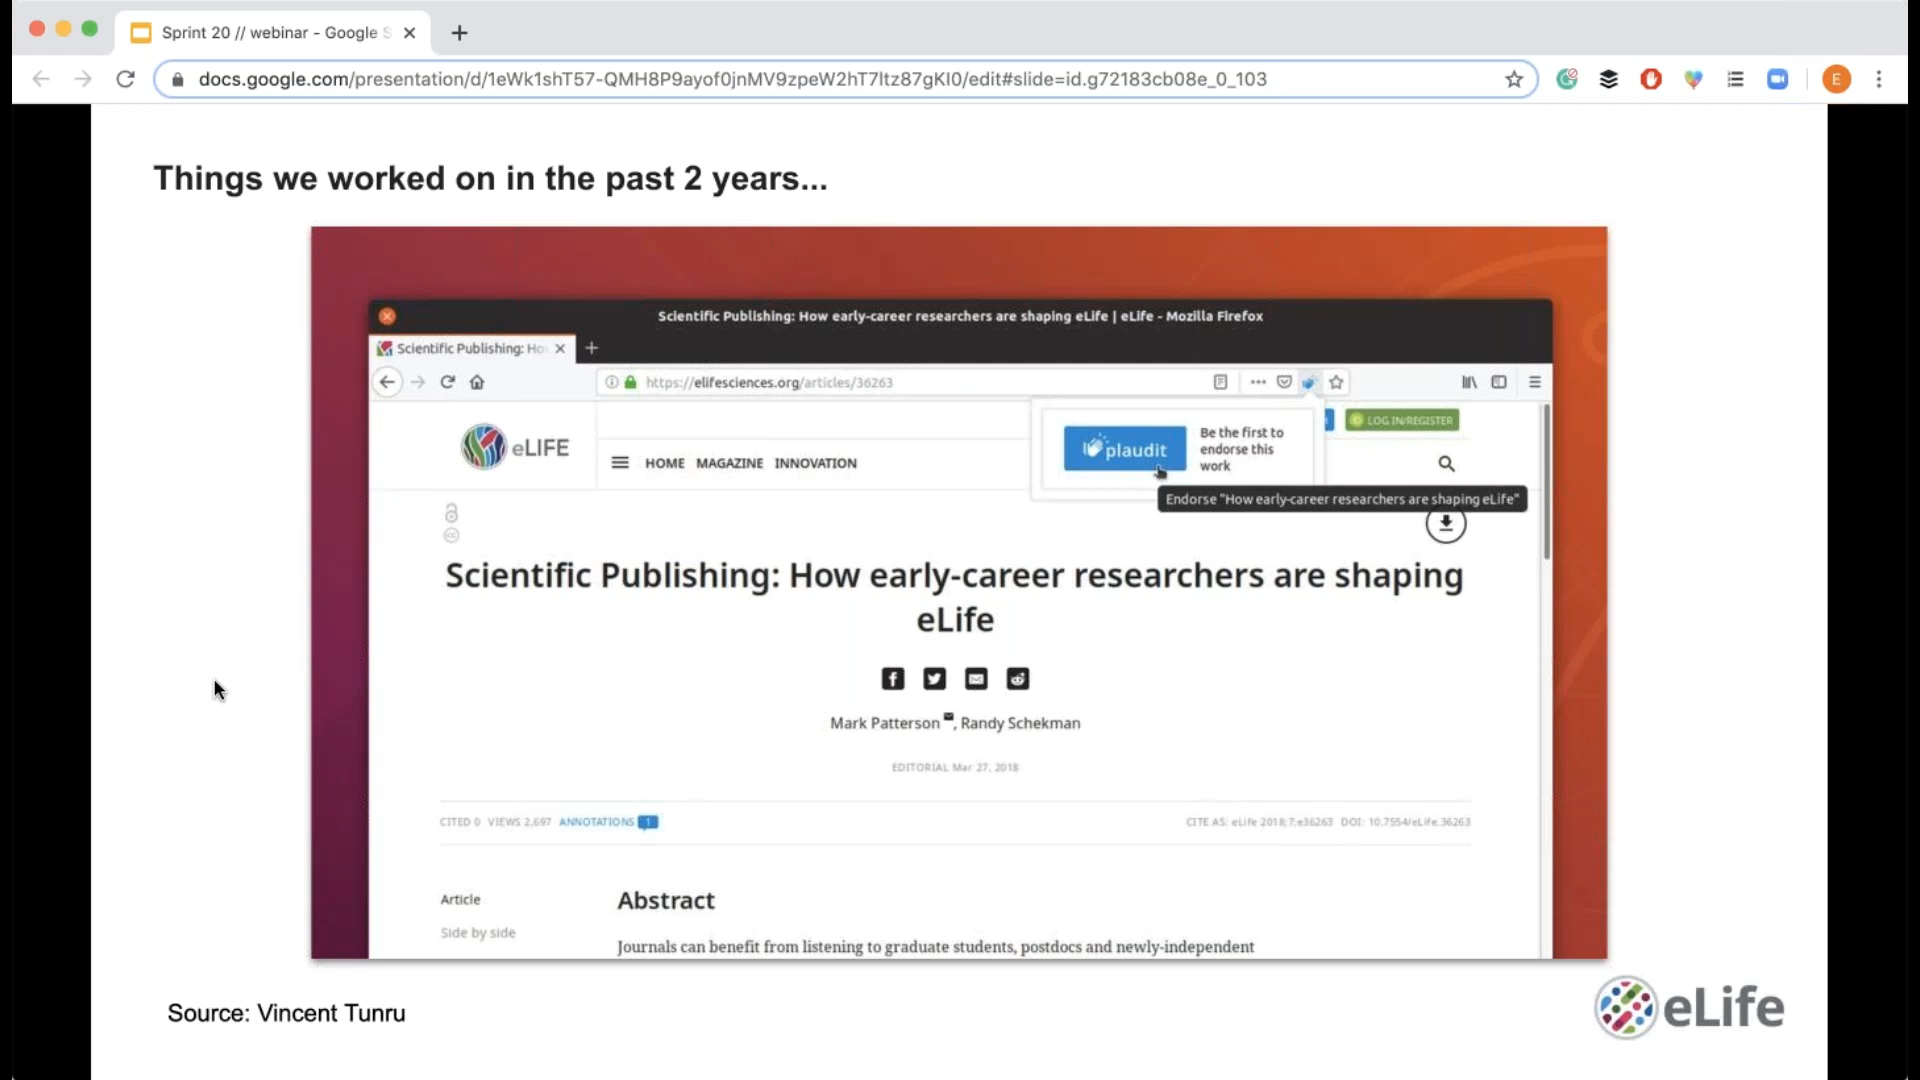 Sprint 20 // webinar - Google S
docs.google.com/presentation/d/1eWk1shT57-QMH8P9ayof0jnMV9zpeW2hT7ltz87gKI0/edit#slide=id.g72183cb08e_0_103
E
Things we worked on in the past 2 years...
Scientific Publishing: How early-career researchers are shaping eLife | eLife - Mozilla Firefox
Scientific Publishing: How
https://elifesciences.org/articles/36263
eLIFE
HOME MAGAZINE INNOVATION
plaudit
Be the first to
endorse this
work
LOG IN/REGISTER
Endorse "How early-career researchers are shaping eLife"
Scientific Publishing: How early-career researchers are shaping
eLife
Mark Patterson, Randy Schekman
EDITORIAL Mar 27, 2018
CITED 0 VIEWS 2,697 ANNOTATIONS 1
CITE AS: eLife 2018;7:e36263 DOI: 10.7554/eLife.36263
Article
Side by side
Abstract
Journals can benefit from listening to graduate students, postdocs and newly-independent
Source: Vincent Tunru
eLife